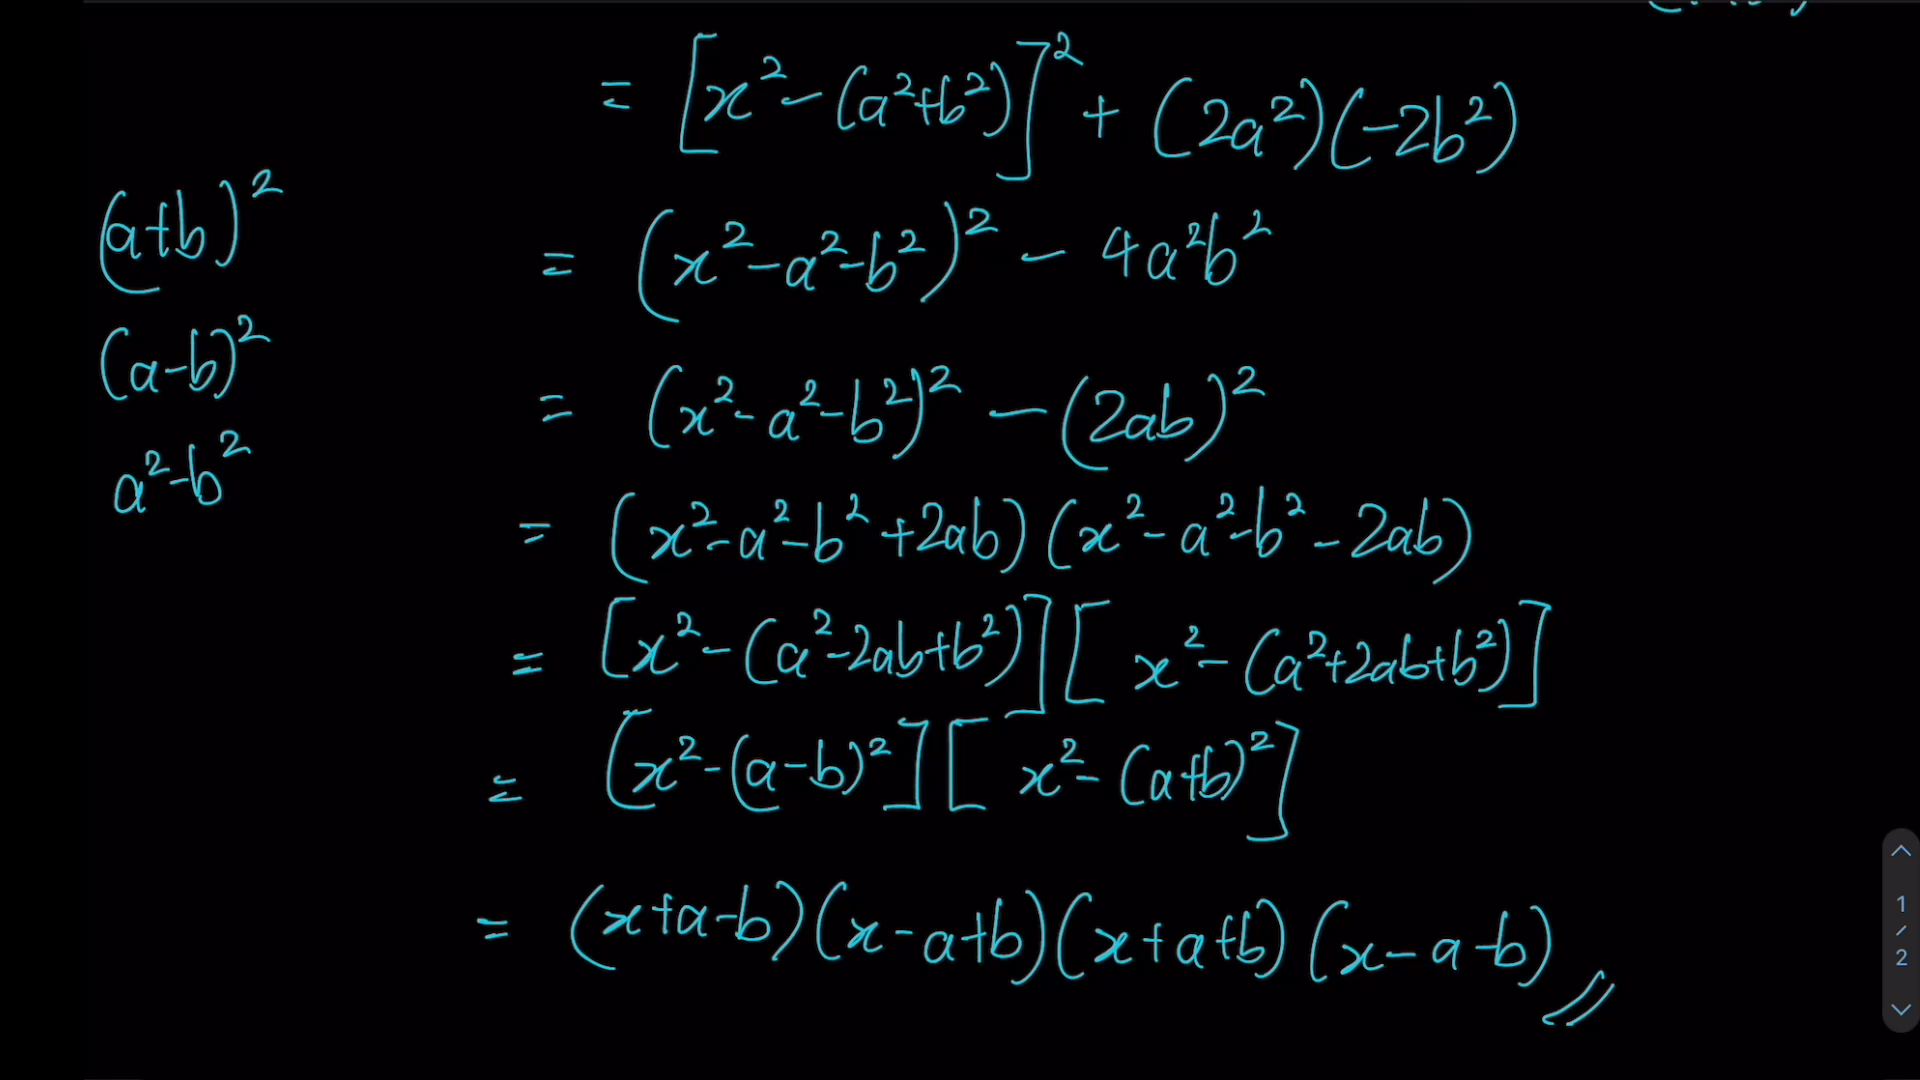 = [x²-(a²+b²)]² + (2a²)(-2b²)
(a+b)²
= (x²-a²-b²)² - 4a²b²
(a-b)²
= (x²-a²-b²)² - (2ab)²
a²-b²
= (x²-a²-b²+2ab)(x²-a²-b²-2ab)
= [x²-(a²-2ab+b²)][x²-(a²+2ab+b²)]
= [x²-(a-b)²][x²-(a+b)²]
= (x+a-b)(x-a+b)(x+a+b)(x-a-b)//
1
/
2